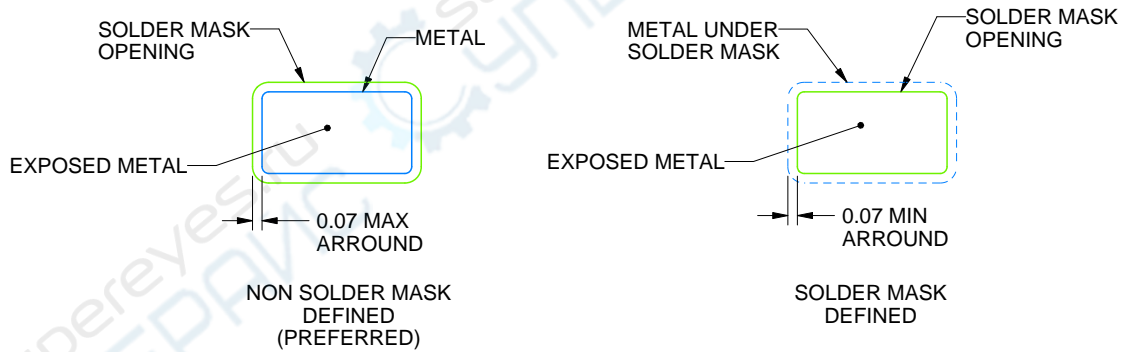 SOLDER MASK
OPENING
METAL
EXPOSED METAL
0.07 MAX
ARROUND
NON SOLDER MASK
DEFINED
(PREFERRED)
METAL UNDER
SOLDER MASK
SOLDER MASK
OPENING
EXPOSED METAL
0.07 MIN
ARROUND
SOLDER MASK
DEFINED